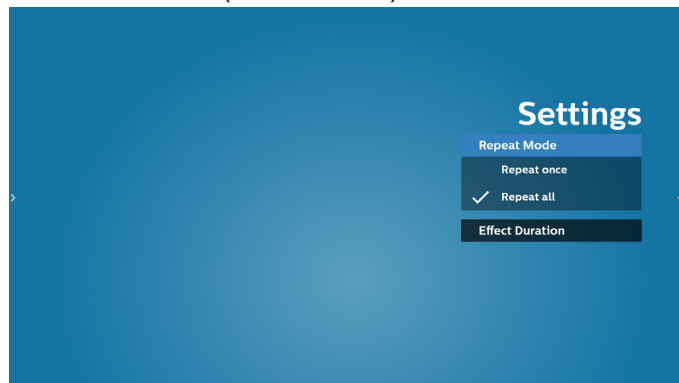 Settings
Repeat Mode
Repeat once
Repeat all
Effect Duration